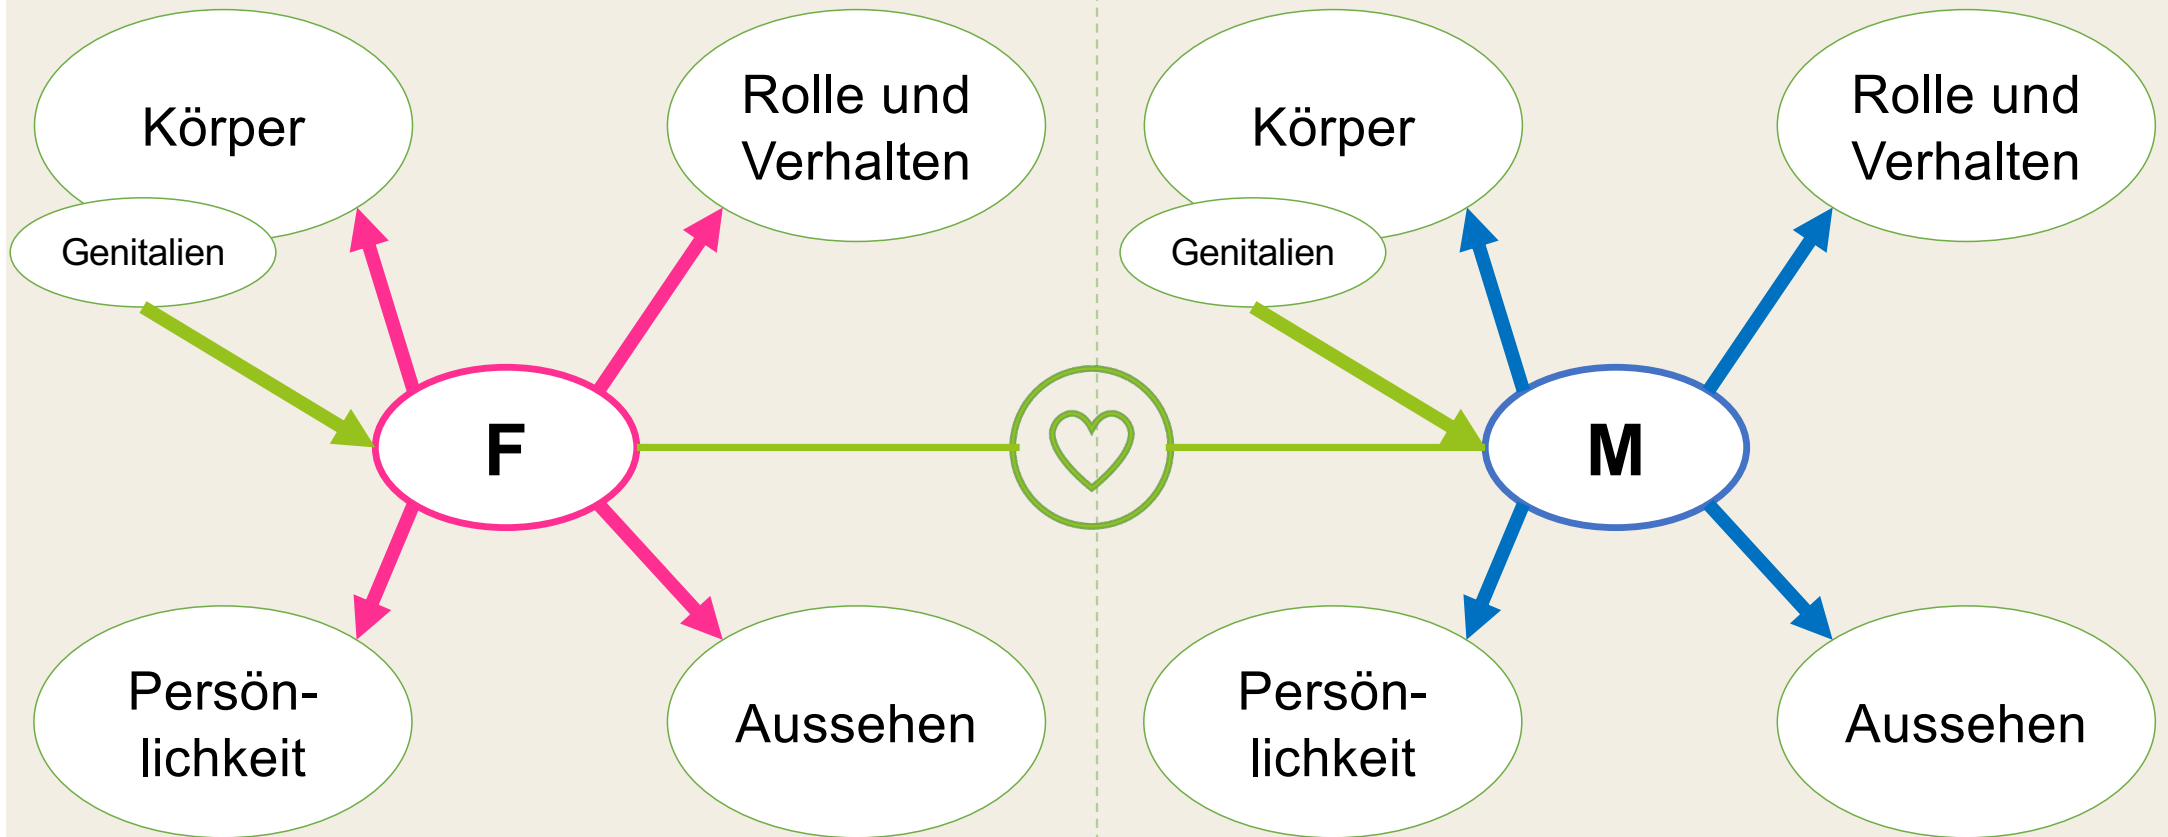 Körper
Rolle und
Verhalten
Genitalien
F
Persön-
lichkeit
Aussehen
Körper
Rolle und
Verhalten
Genitalien
M
Persön-
lichkeit
Aussehen